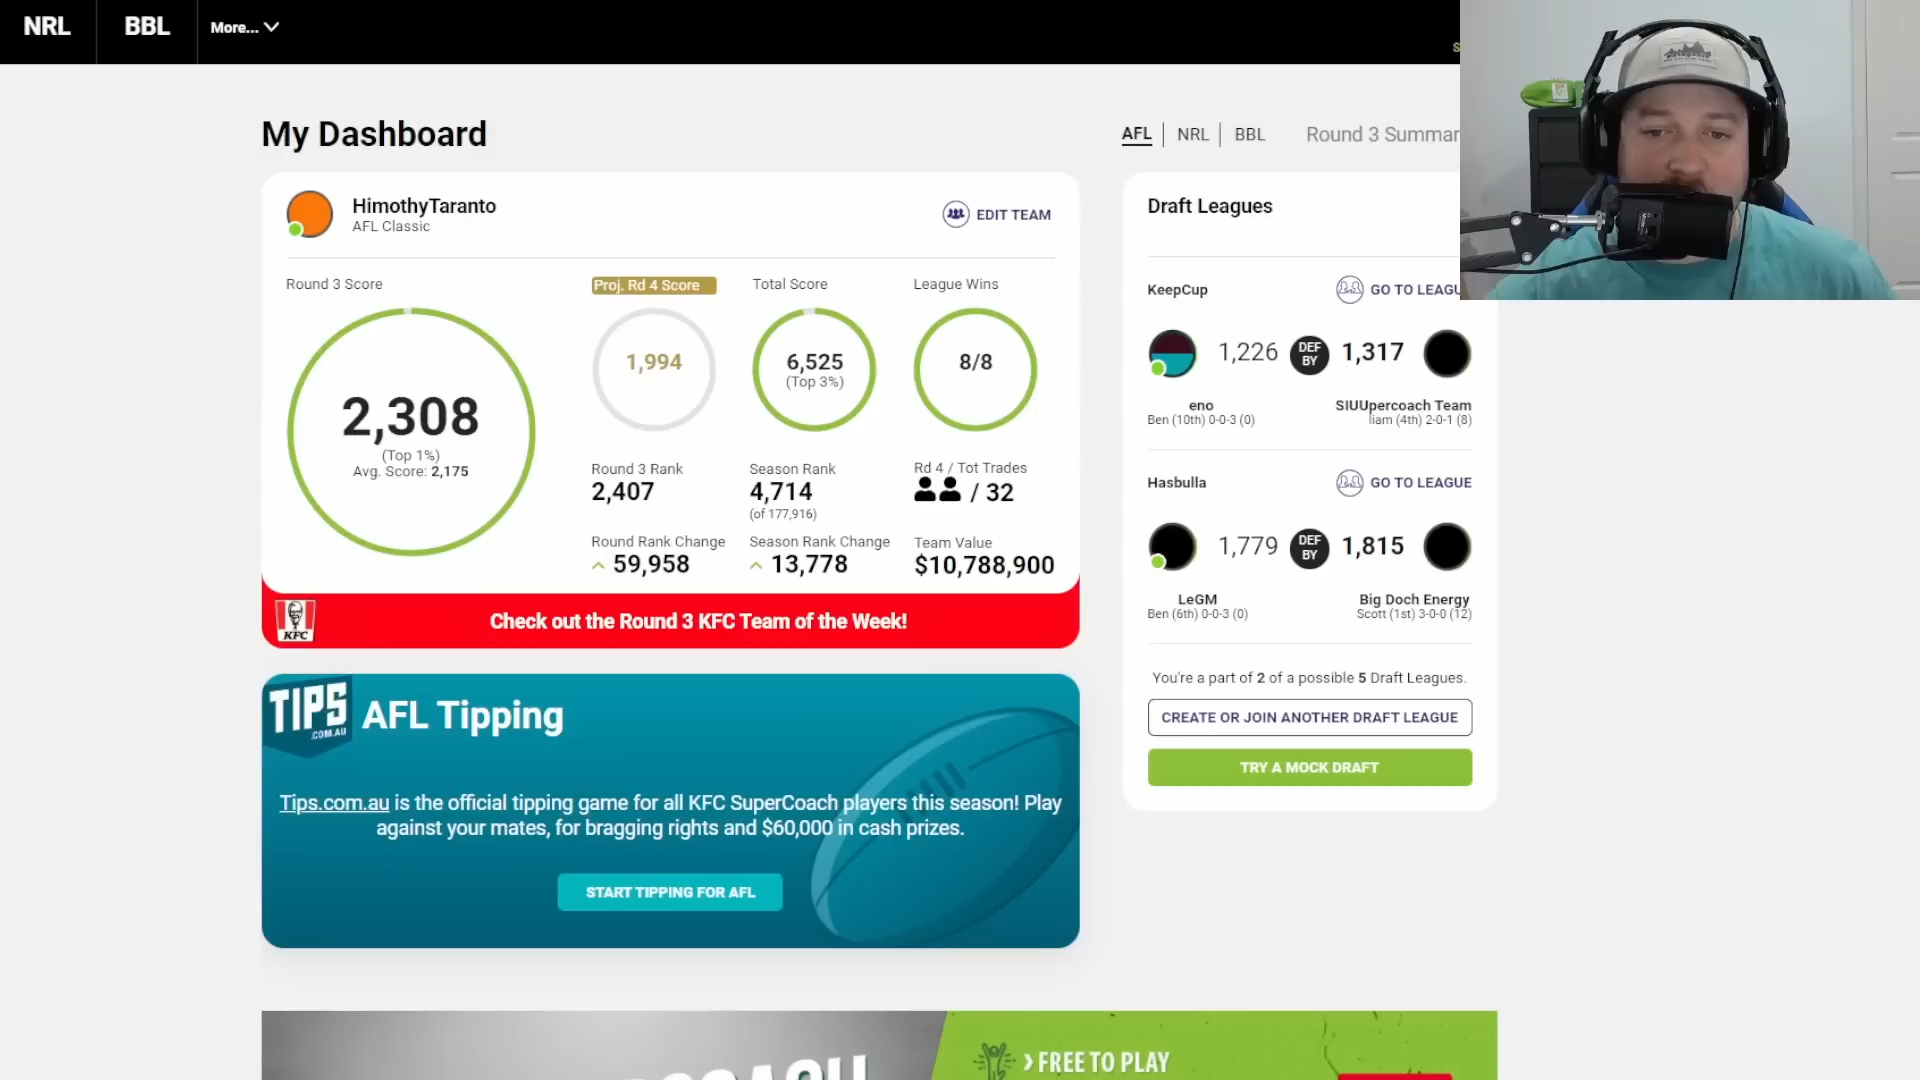 NRL
BBL
More...
My Dashboard
AFL
NRL
BBL
Round 3 Summar
HimothyTaranto
AFL Classic
EDIT TEAM
Round 3 Score
Proj. Rd 4 Score
Total Score
League Wins
2,308
(Top 1%)
Avg. Score: 2,175
1,994
6,525
(Top 3%)
8/8
Round 3 Rank
2,407
Season Rank
4,714
(of 177,916)
Rd 4 / Tot Trades
/ 32
Round Rank Change
59,958
Season Rank Change
13,778
Team Value
$10,788,900
KFC
Check out the Round 3 KFC Team of the Week!
TIPS
.COM.AU
AFL Tipping
Tips.com.au is the official tipping game for all KFC SuperCoach players this season! Play
against your mates, for bragging rights and $60,000 in cash prizes.
START TIPPING FOR AFL
Draft Leagues
KeepCup
GO TO LEAGU
1,226
DEF
BY
1,317
eno
Ben (10th) 0-0-3 (0)
SIUUpercoach Team
liam (4th) 2-0-1 (8)
Hasbulla
GO TO LEAGUE
1,779
DEF
BY
1,815
LeGM
Ben (6th) 0-0-3 (0)
Big Doch Energy
Scott (1st) 3-0-0 (12)
You're a part of 2 of a possible 5 Draft Leagues.
CREATE OR JOIN ANOTHER DRAFT LEAGUE
TRY A MOCK DRAFT
FREE TO PLAY